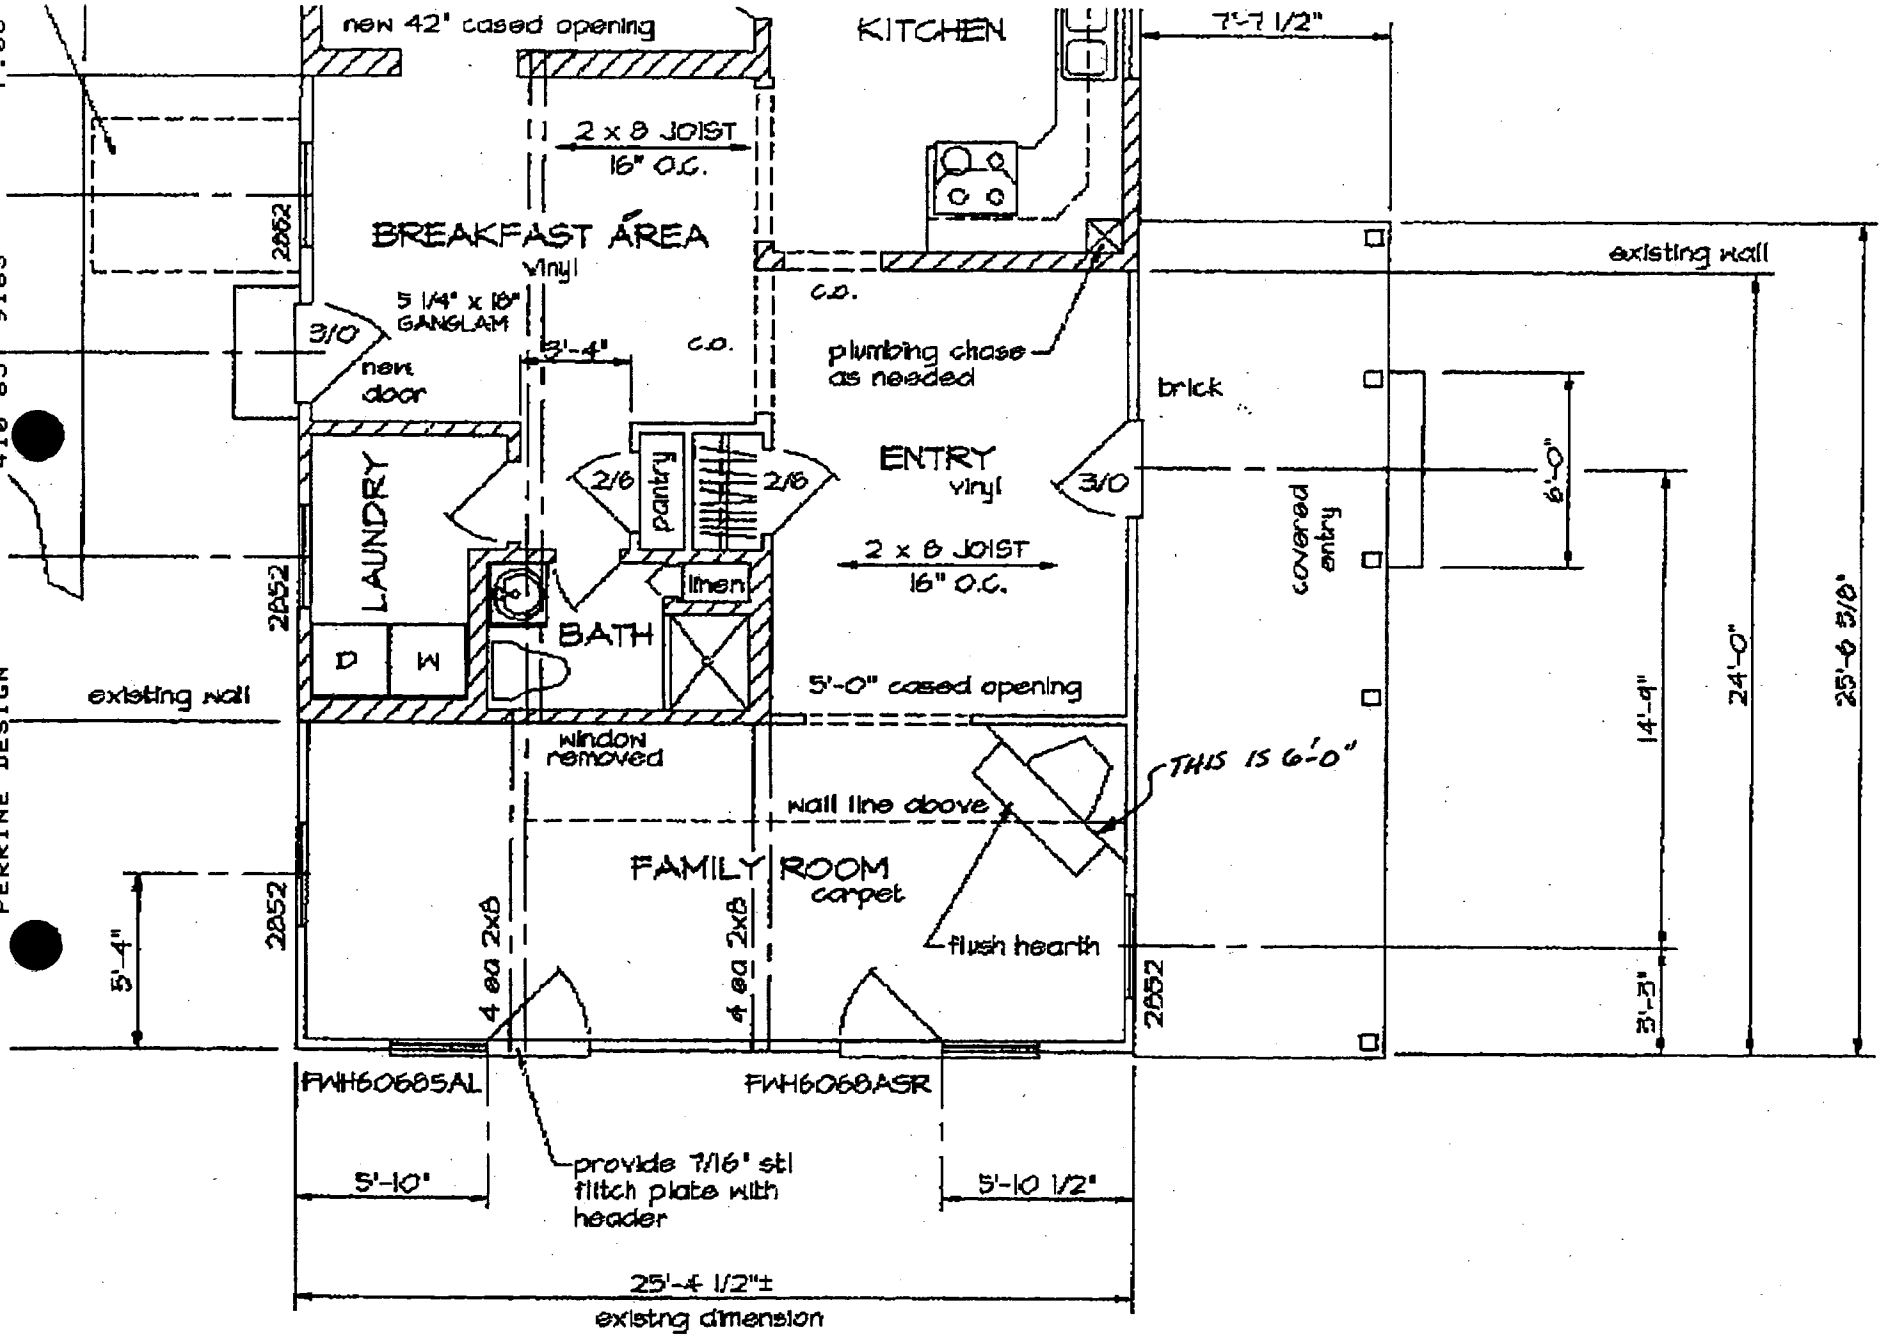 new 42" cased opening
KITCHEN
7'-7 1/2"
2 x 8 JOIST
16" O.C.
BREAKFAST AREA
vinyl
2852
existing wall
5 1/4" x 18"
GANGLAM
c.o.
3/0
new
door
3'-4"
c.o.
plumbing chase
as needed
brick
LAUNDRY
2/6
pantry
2/8
ENTRY
vinyl
3/0
covered
entry
6'-0"
2 x 8 JOIST
16" O.C.
2852
linen
BATH
D
W
25'-6 5/8"
24'-0"
14'-9"
existing wall
5'-0" cased opening
window
removed
THIS IS 6'-0"
wall line above
FAMILY ROOM
carpet
PERRINE DESIGN
2852
5'-4"
4 ea 2x8
4 ea 2x8
flush hearth
2852
3'-3"
FWH60685AL
FWH6068ASR
provide 7/16" stl
flitch plate with
header
5'-10"
5'-10 1/2"
25'-4 1/2"±
existng dimension